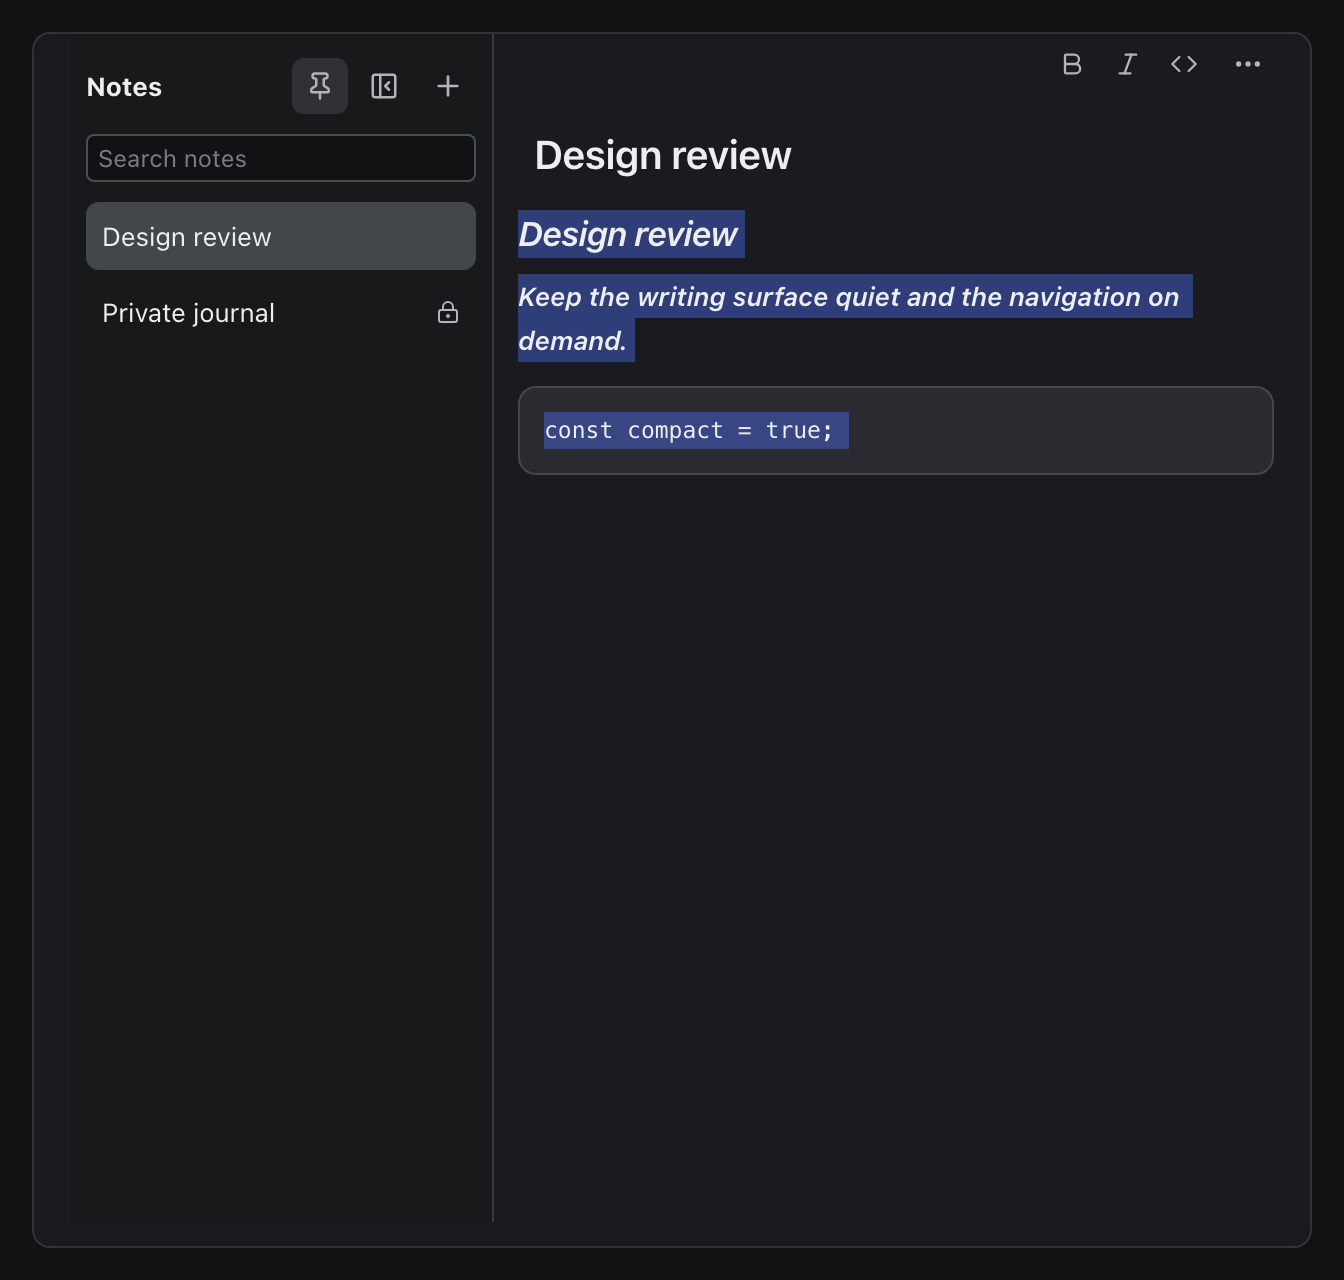 Notes
Search notes
Design review
Private journal
Design review
Design review
Keep the writing surface quiet and the navigation on
demand.
const compact = true;